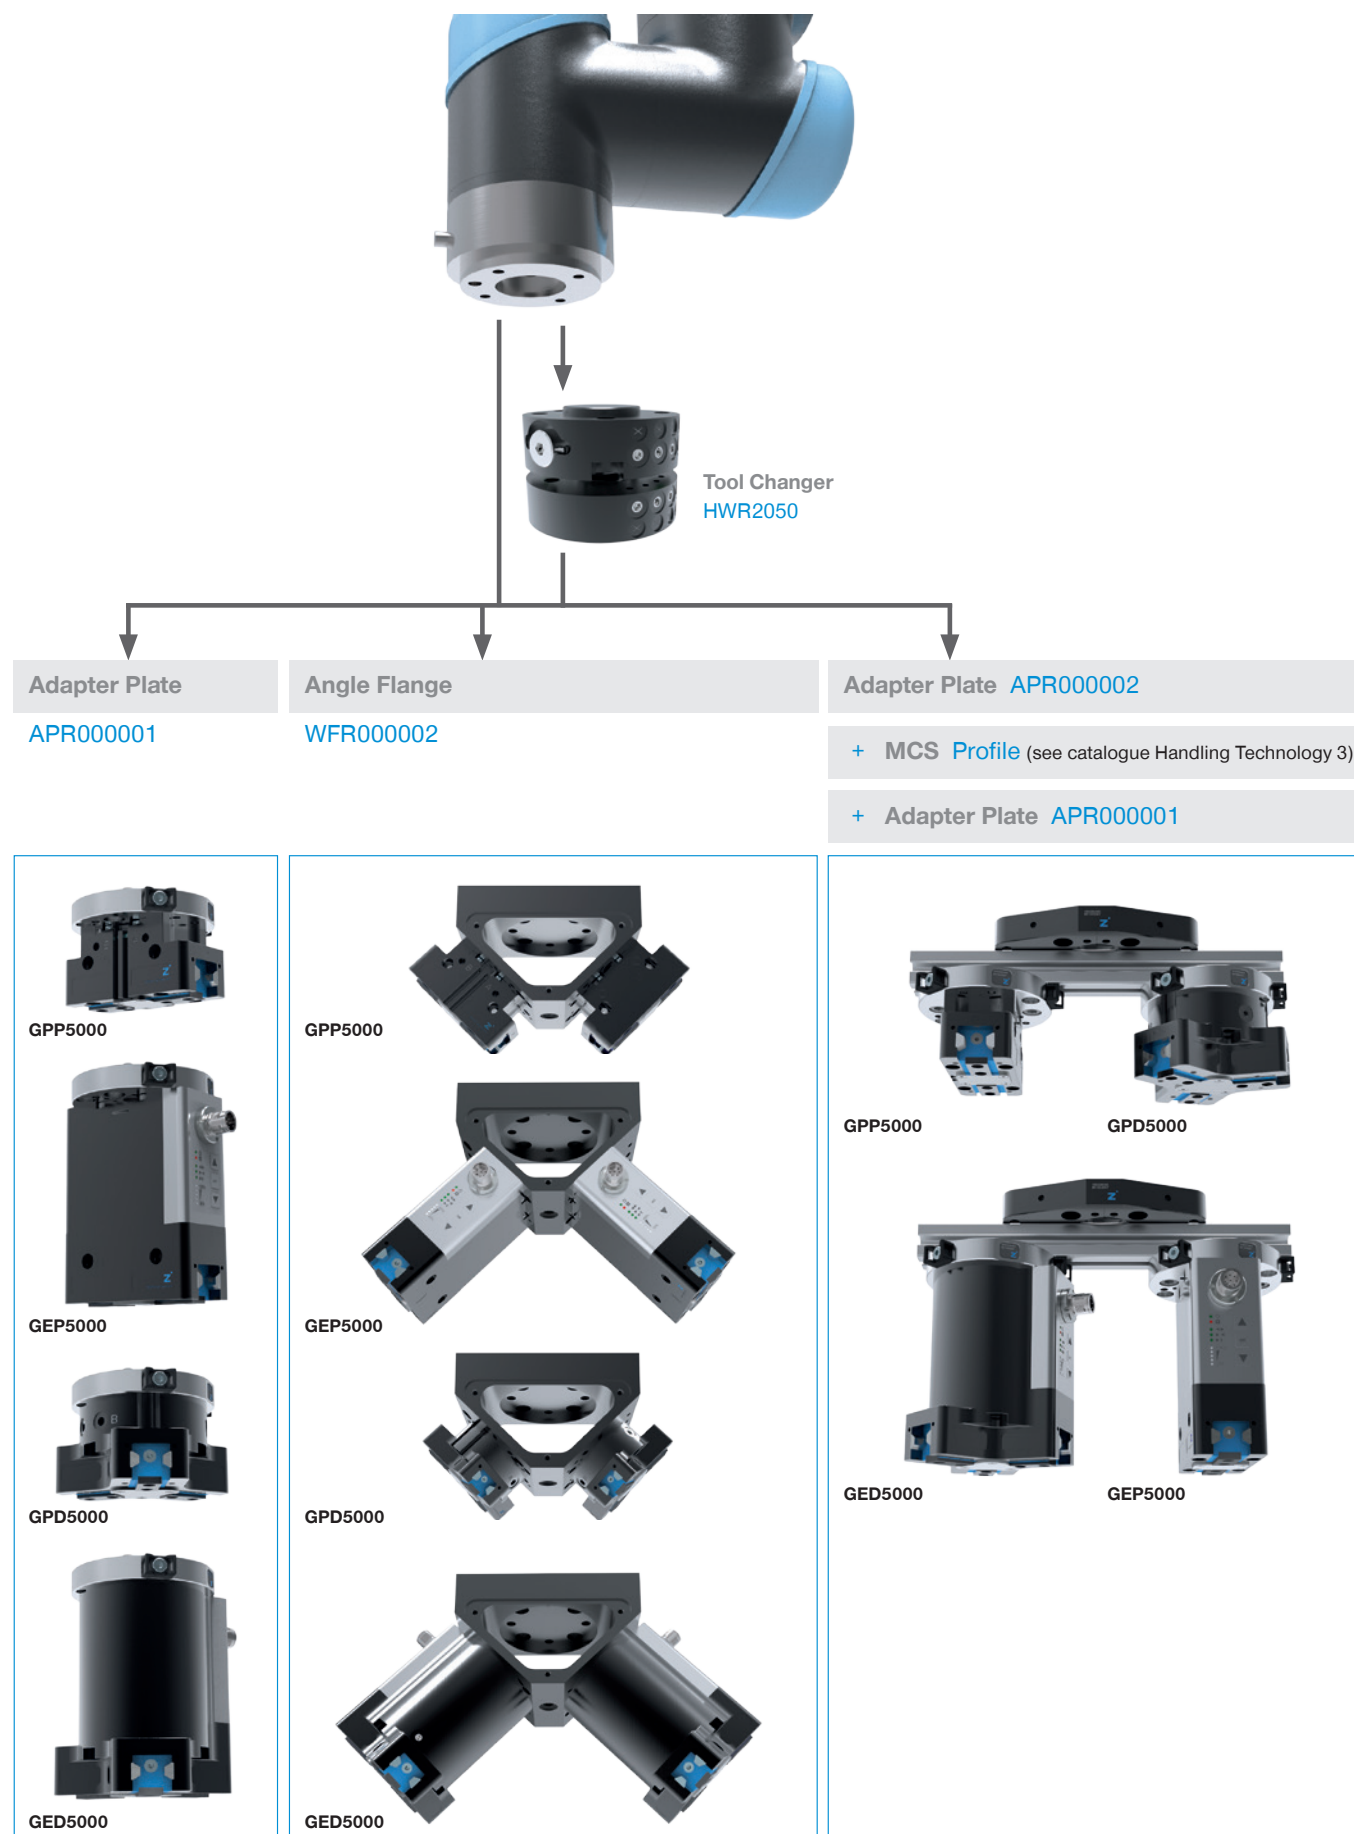 Tool Changer
HWR2050
Adapter Plate
APR000001
Angle Flange
WFR000002
Adapter Plate APR000002
+ MCS Profile (see catalogue Handling Technology 3)
+ Adapter Plate APR000001
GPP5000
GEP5000
B
GPD5000
GED5000
GPP5000
GEP5000
GPD5000
GED5000
GPP5000 GPD5000
GED5000 GEP5000